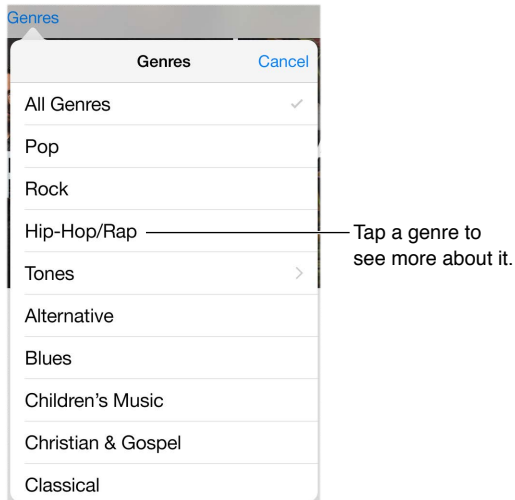 Genres
Genres Cancel
All Genres
Pop
Rock
Hip-Hop/Rap
Tap a genre to
see more about it.
Tones
Alternative
Blues
Children’s Music
Christian & Gospel
Classical